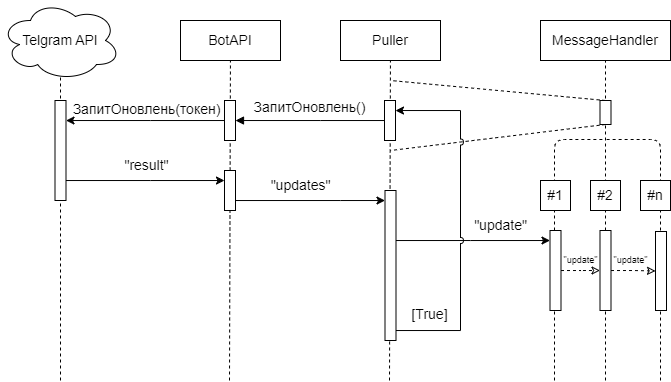 Telgram API
BotAPI
Puller
MessageHandler
ЗапитОновлень(токен)
ЗапитОновлень()
"result"
"updates"
#1
#2
#n
"update"
"update"
"update"
[True]